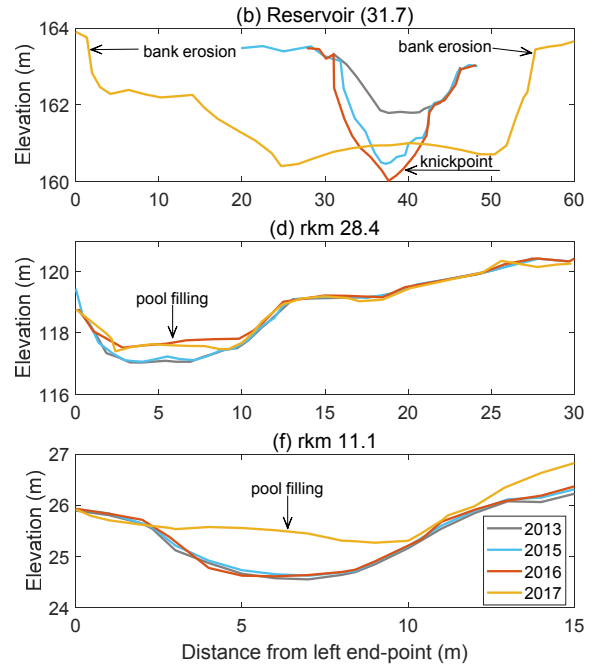 (b) Reservoir (31.7)
Elevation (m)
164
162
160
bank erosion
bank erosion
knickpoint
0
10
20
30
40
50
60
(d) rkm 28.4
Elevation (m)
120
118
116
pool filling
0
5
10
15
20
25
30
(f) rkm 11.1
Elevation (m)
27
26
25
24
pool filling
2013
2015
2016
2017
0
5
10
15
Distance from left end-point (m)